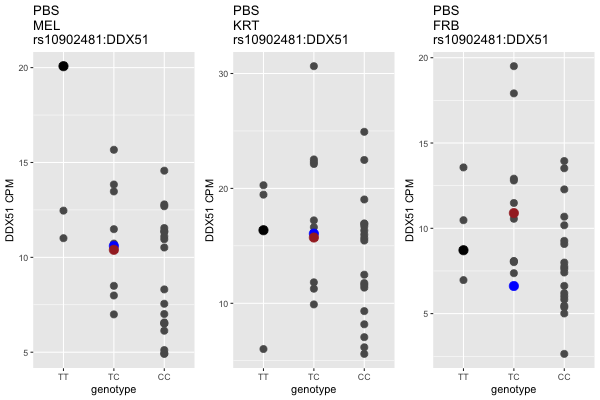 PBS
MEL
rs10902481:DDX51
20
15
10
5
DDX51 CPM
TT
TC
CC
genotype
PBS
KRT
rs10902481:DDX51
30
20
10
DDX51 CPM
TT
TC
CC
genotype
PBS
FRB
rs10902481:DDX51
20
15
10
5
DDX51 CPM
TT
TC
CC
genotype